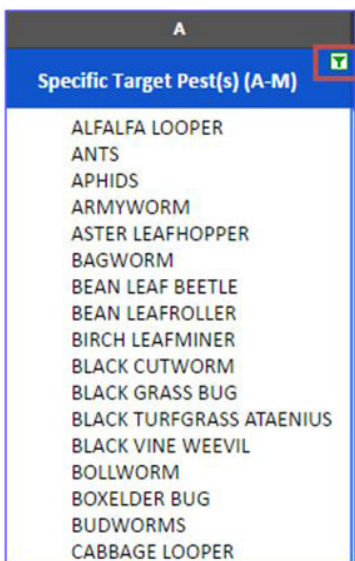 A
Specific Target Pest(s) (A-M)
ALFALFA LOOPER
ANTS
APHIDS
ARMYWORM
ASTER LEAFHOPPER
BAGWORM
BEAN LEAF BEETLE
BEAN LEAFROLLER
BIRCH LEAFMINER
BLACK CUTWORM
BLACK GRASS BUG
BLACK TURFGRASS ATAENIUS
BLACK VINE WEEVIL
BOLLWORM
BOXELDER BUG
BUDWORMS
CABBAGE LOOPER